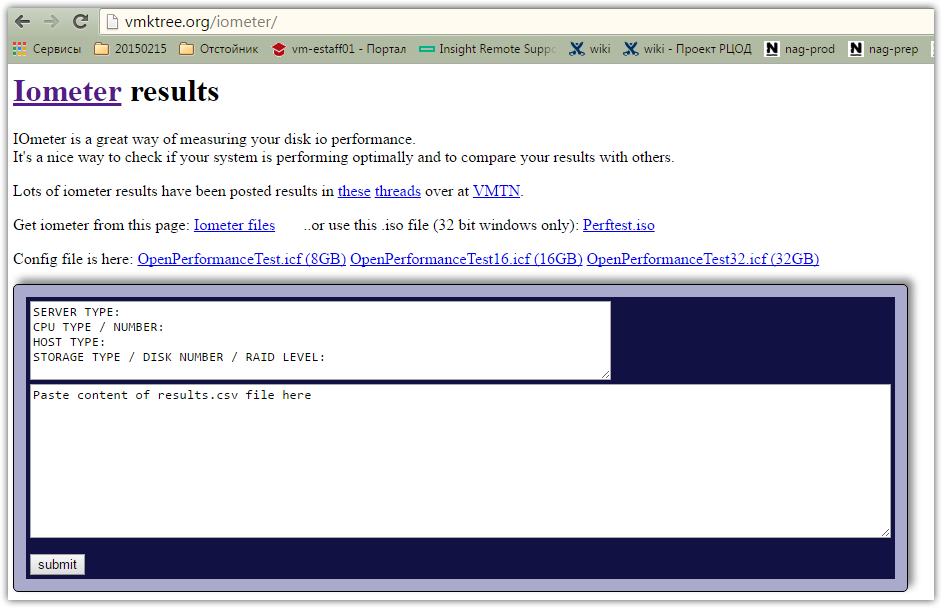 vmktree.org/iometer/
Сервисы 20150215 Отстойник vm-estaff01 - Портал Insight Remote Suppo wiki wiki - Проект РЦОД nag-prod nag-prep
Iometer results
IOmeter is a great way of measuring your disk io performance.
It's a nice way to check if your system is performing optimally and to compare your results with others.
Lots of iometer results have been posted results in these threads over at VMTN.
Get iometer from this page: Iometer files ..or use this .iso file (32 bit windows only): Perftest.iso
Config file is here: OpenPerformanceTest.icf (8GB) OpenPerformanceTest16.icf (16GB) OpenPerformanceTest32.icf (32GB)
SERVER TYPE:
CPU TYPE / NUMBER:
HOST TYPE:
STORAGE TYPE / DISK NUMBER / RAID LEVEL:
Paste content of results.csv file here
submit